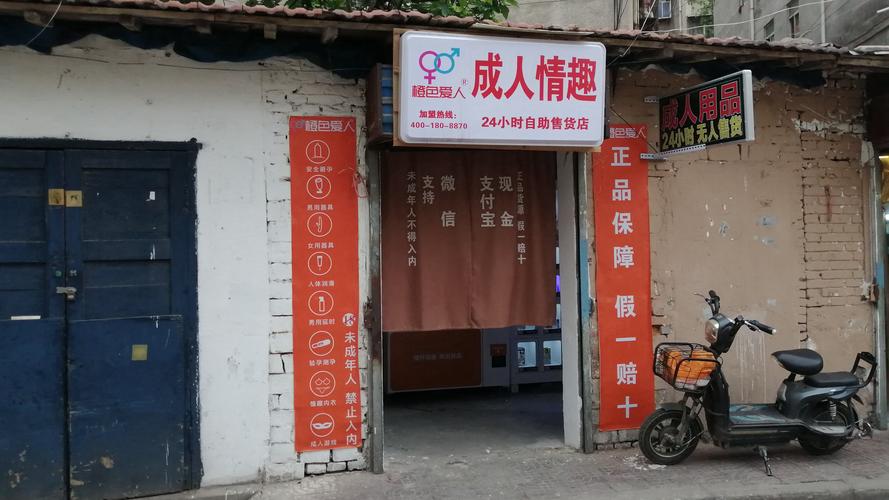 橙色爱人®
成人情趣
加盟热线:
400-180-8870
24小时自助售货店
成人用品
24小时 无人售货
橙色爱人
安全避孕
男用器具
女用器具
人体润滑
男用延时
验孕测孕
情趣内衣
成人游戏
18
未成年人 禁止入内
未成年人不得入内
支持
微信
支付宝
现金
正品货源 假一赔十
橙色爱人
正品保障 假一赔十